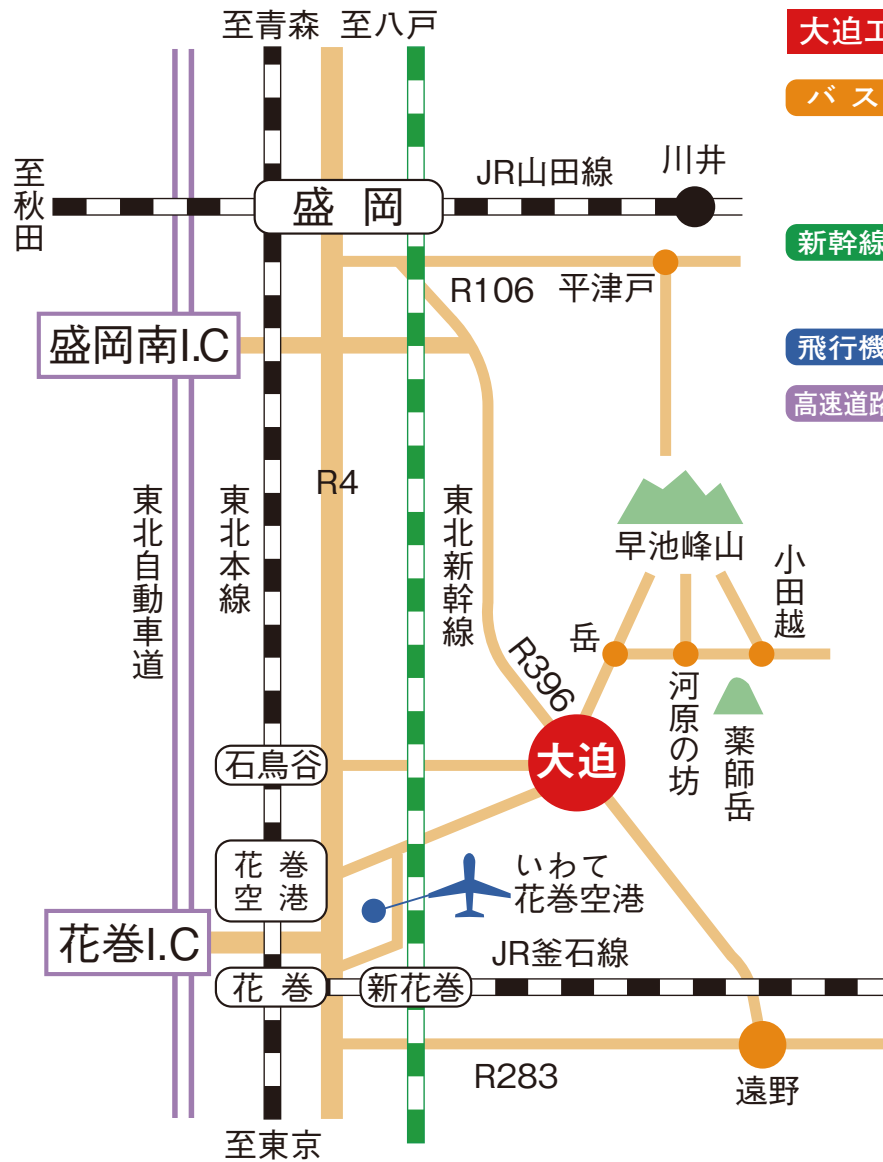 至青森
至八戸
大迫エ
バス
至秋田
JR山田線
川井
盛岡
新幹線
R106
平津戸
盛岡南I.C
飛行機
高速道路
R4
東北自動車道
東北本線
東北新幹線
早池峰山
小田越
岳
R396
河原の坊
薬師岳
大迫
石鳥谷
花巻
空港
いわて
花巻空港
花巻I.C
JR釜石線
花巻
新花巻
R283
遠野
至東京